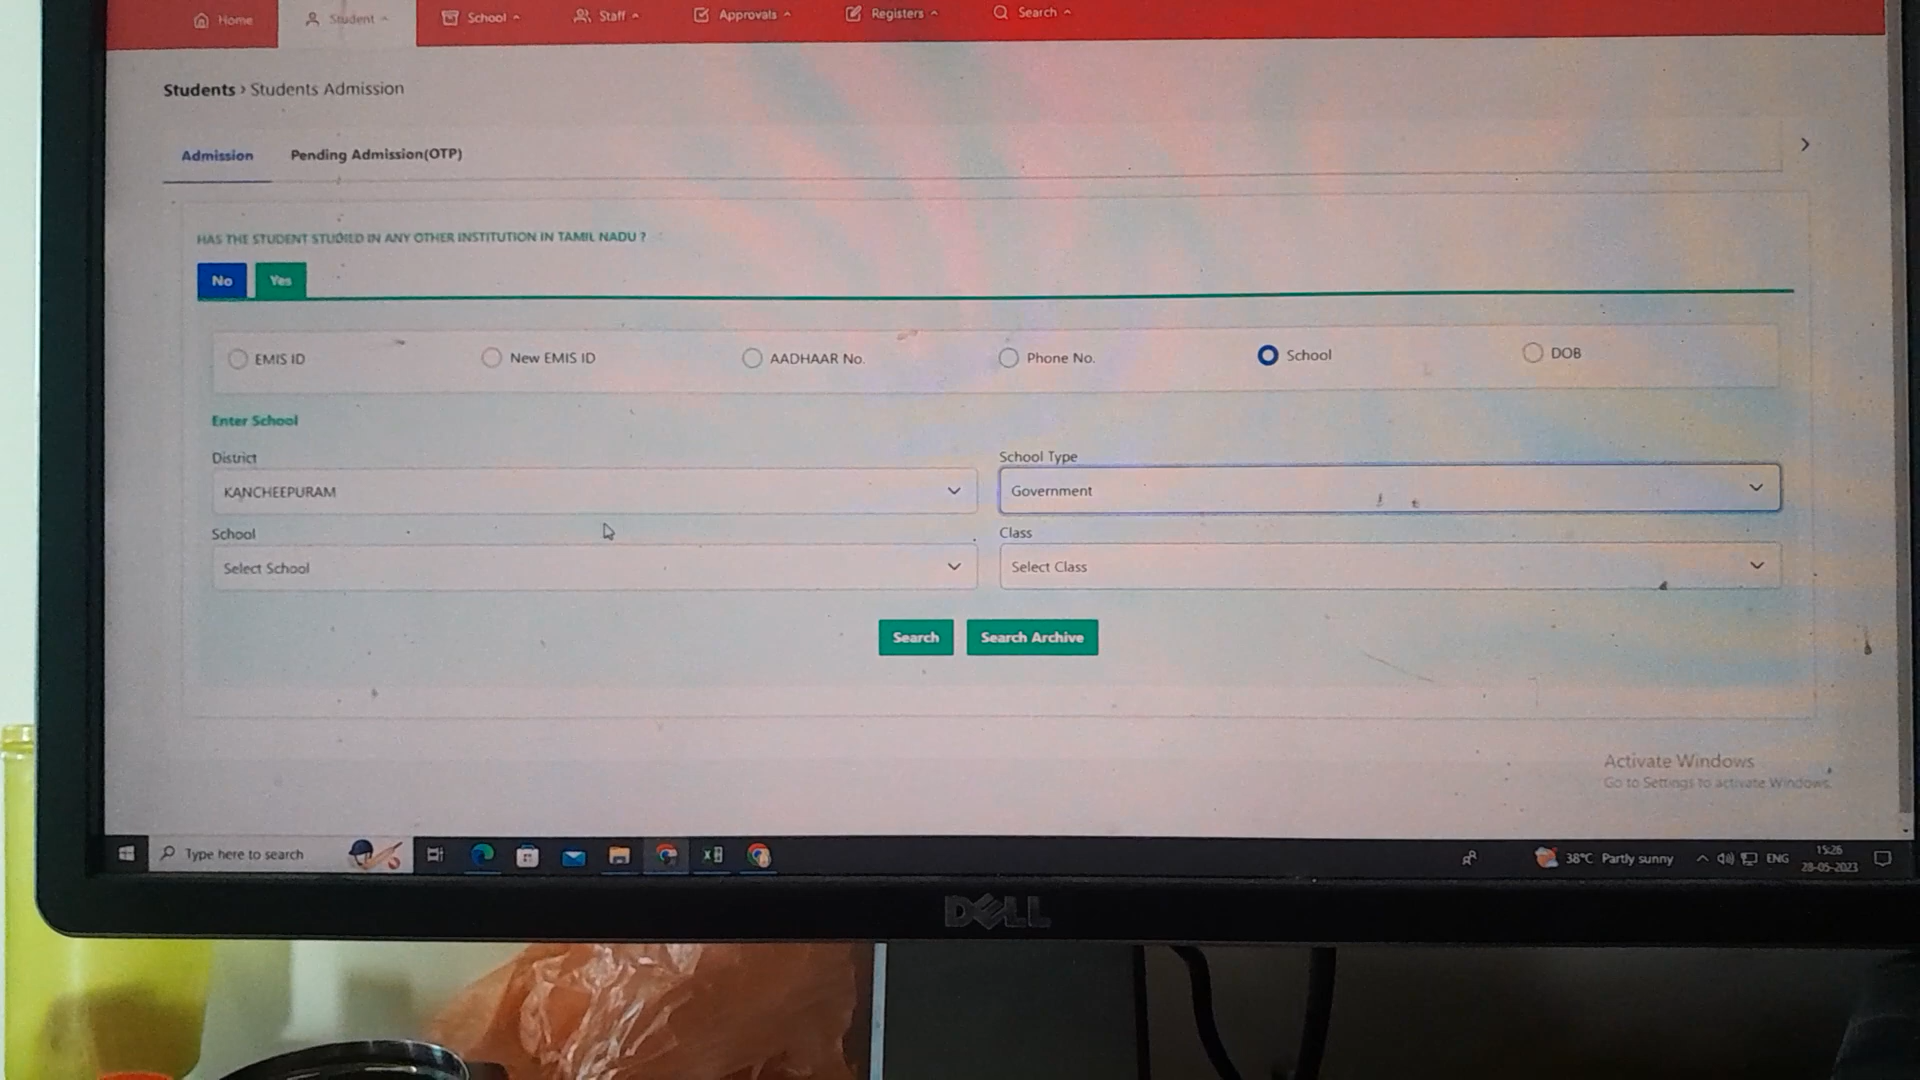 Home Student School Staff Approvals Registers Search
Students › Students Admission
Admission Pending Admission(OTP)
HAS THE STUDENT STUDIED IN ANY OTHER INSTITUTION IN TAMIL NADU ?
No Yes
EMIS ID New EMIS ID AADHAAR No. Phone No. School DOB
Enter School
District School Type
KANCHEEPURAM Government
School Class
Select School Select Class
Search Search Archive
Activate Windows
Go to Settings to activate Windows.
Type here to search 38°C Partly sunny ENG 15:26
28-05-2023
DELL